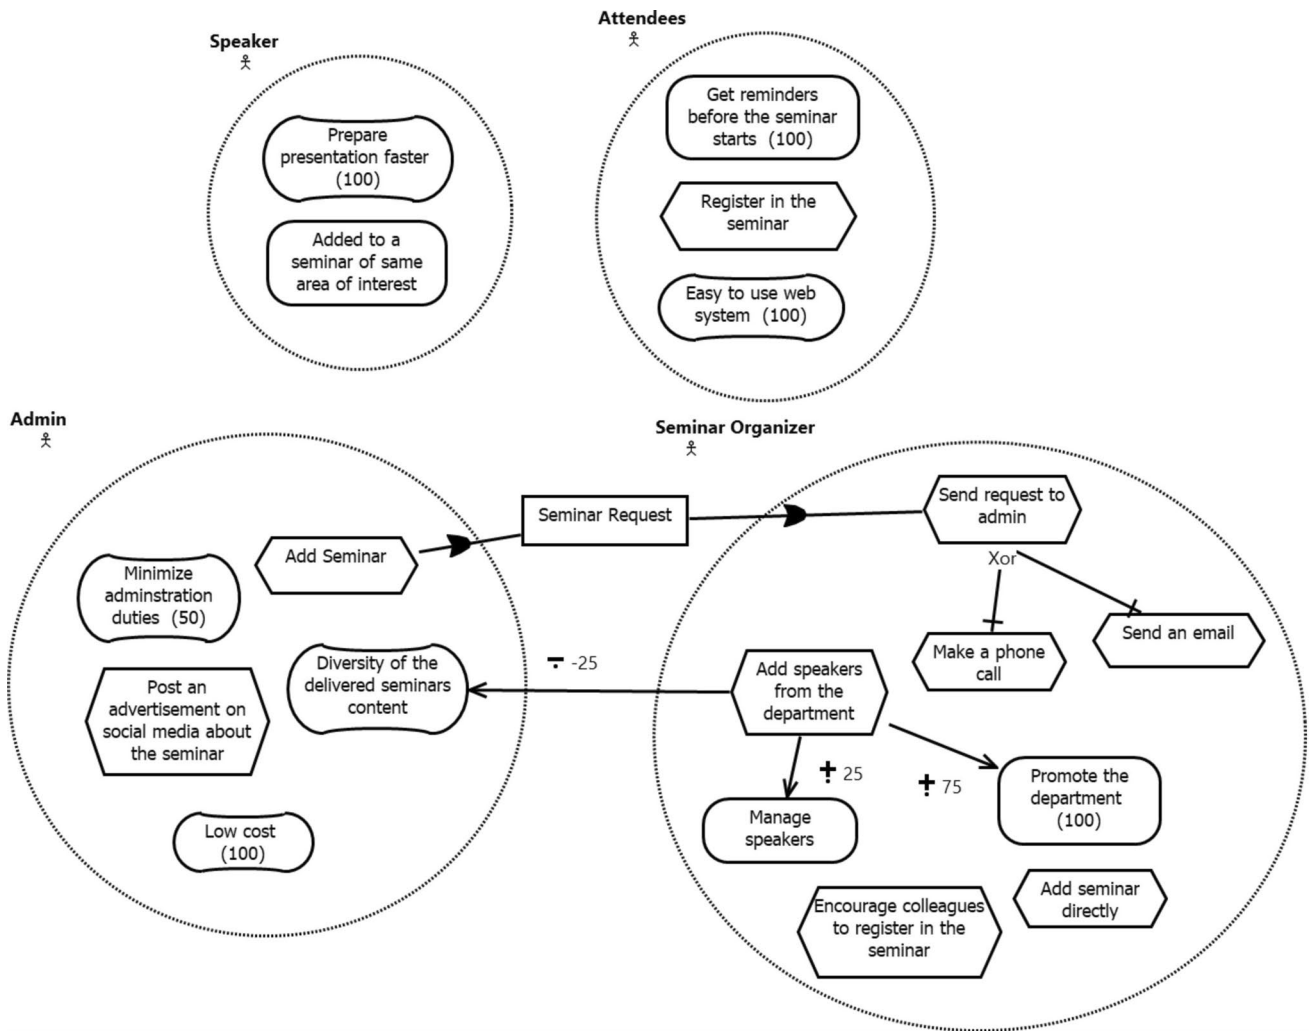 Attendees
Speaker
Prepare
presentation faster
(100)
Added to a
seminar of same
area of interest
Get reminders
before the seminar
starts (100)
Register in the
seminar
Easy to use web
system (100)
Admin
Seminar Organizer
Add Seminar
Minimize
adminstration
duties (50)
Post an
advertisement on
social media about
the seminar
Diversity of the
delivered seminars
content
Low cost
(100)
Seminar Request
-25
Send request to
admin
Xor
Make a phone
call
Send an email
Add speakers
from the
department
25
75
Manage
speakers
Promote the
department
(100)
Add seminar
directly
Encourage colleagues
to register in the
seminar